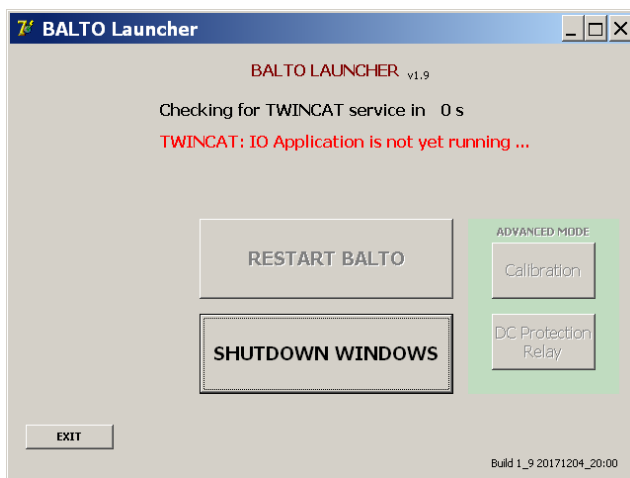 BALTO Launcher
BALTO LAUNCHER v1.9
Checking for TWINCAT service in 0 s
TWINCAT: IO Application is not yet running ...
ADVANCED MODE
RESTART BALTO
Calibration
SHUTDOWN WINDOWS
DC Protection
Relay
EXIT
Build 1_9 20171204_20:00